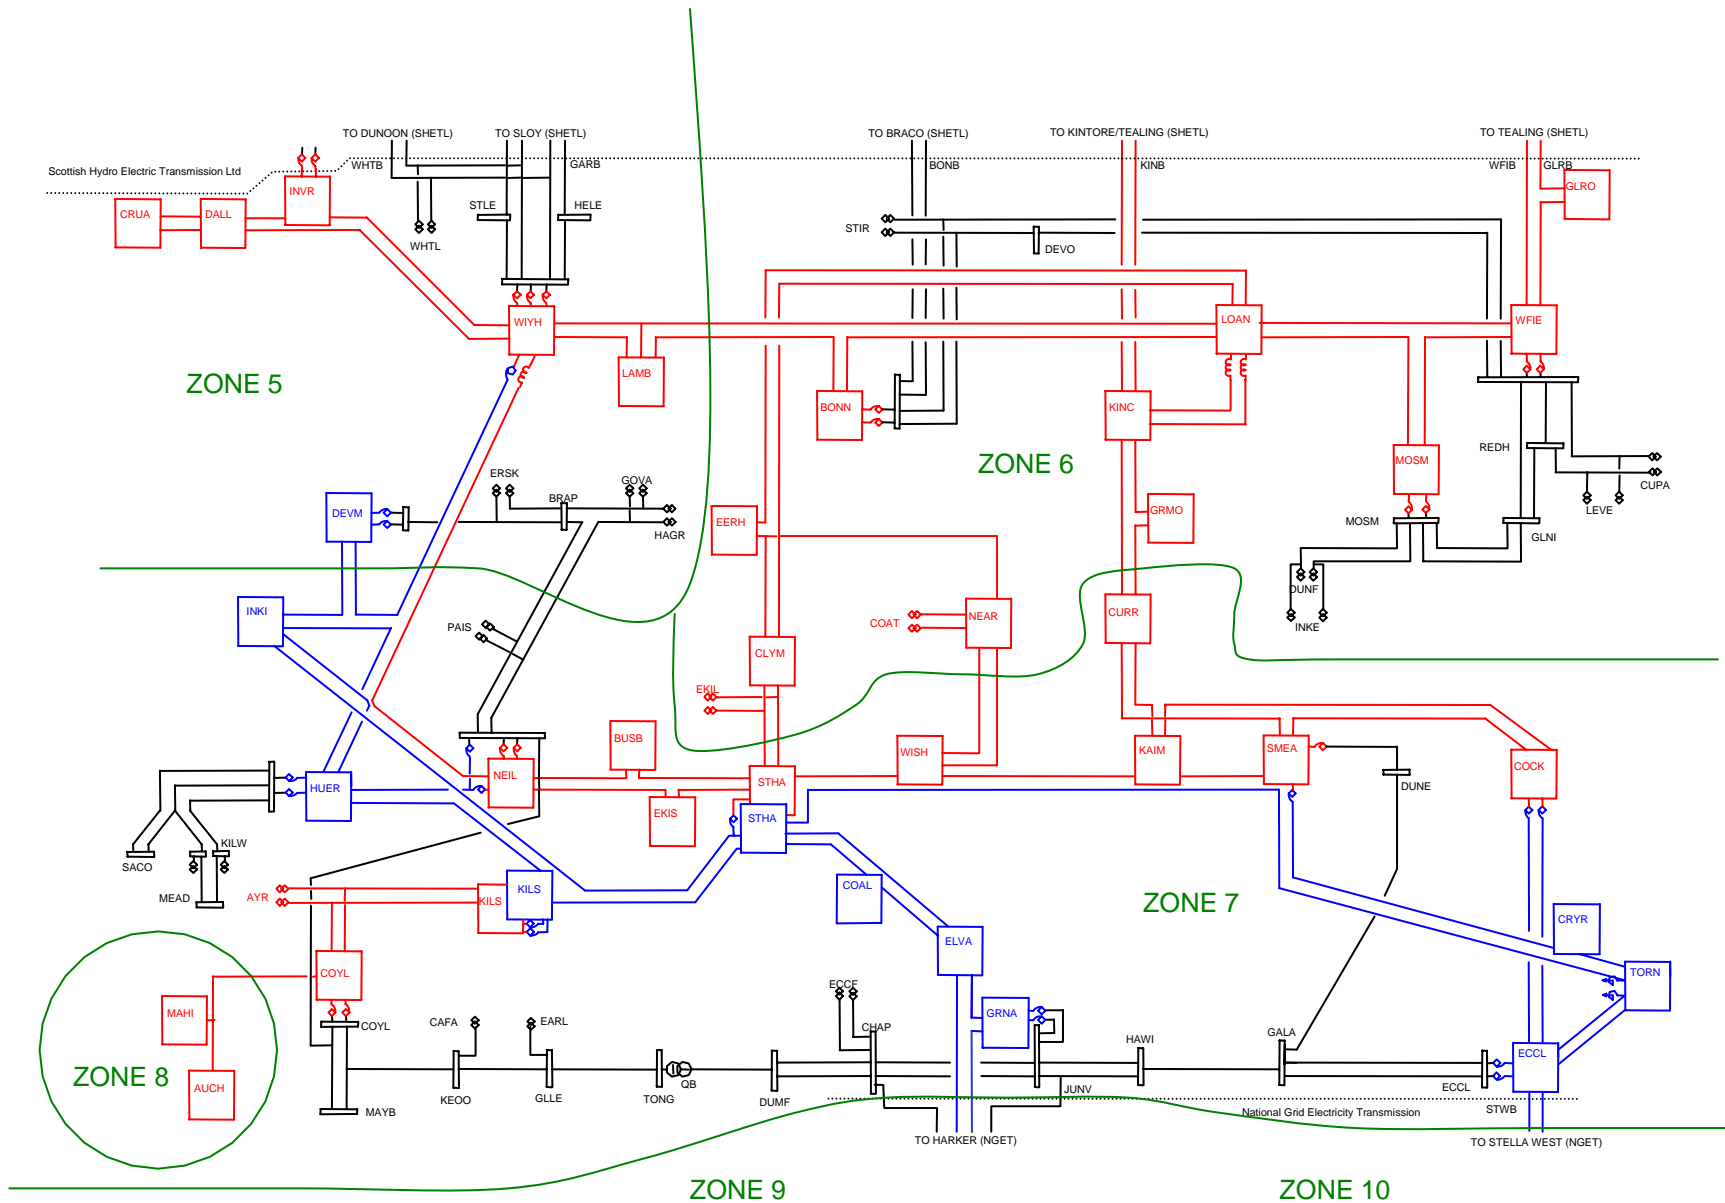 TO DUNOON (SHETL)
TO SLOY (SHETL)
TO BRACO (SHETL)
TO KINTORE/TEALING (SHETL)
TO TEALING (SHETL)
Scottish Hydro Electric Transmission Ltd
WHTB
GARB
BONB
KINB
WFIB
GLRB
INVR
GLRO
CRUA
DALL
STLE
HELE
STIR
WHTL
DEVO
WIYH
LOAN
WFIE
LAMB
ZONE 5
BONN
KINC
REDH
ZONE 6
MOSM
ERSK
GOVA
BRAP
CUPA
LEVE
DEVM
EERH
GRMO
MOSM
HAGR
GLNI
DUNF
INKI
NEAR
CURR
PAIS
COAT
INKE
CLYM
EKIL
BUSB
WISH
KAIM
SMEA
COCK
NEIL
STHA
HUER
DUNE
EKIS
STHA
KILW
SACO
COAL
KILS
KILS
MEAD
AYR
ZONE 7
CRYR
ELVA
COYL
TORN
ECCF
MAHI
GRNA
COYL
CAFA
EARL
CHAP
HAWI
GALA
ECCL
ZONE 8
AUCH
QB
ECCL
KEOO
GLLE
TONG
DUMF
JUNV
MAYB
National Grid Electricity Transmission
STWB
TO HARKER (NGET)
TO STELLA WEST (NGET)
ZONE 9
ZONE 10